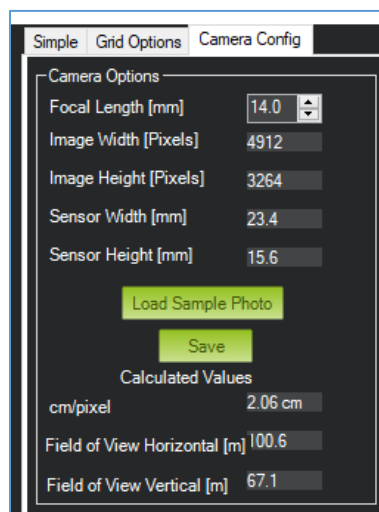 Simple Grid Options Camera Config
Camera Options
Focal Length [mm] 14.0
Image Width [Pixels] 4912
Image Height [Pixels] 3264
Sensor Width [mm] 23.4
Sensor Height [mm] 15.6
Load Sample Photo
Save
Calculated Values
cm/pixel 2.06 cm
Field of View Horizontal [m] 100.6
Field of View Vertical [m] 67.1